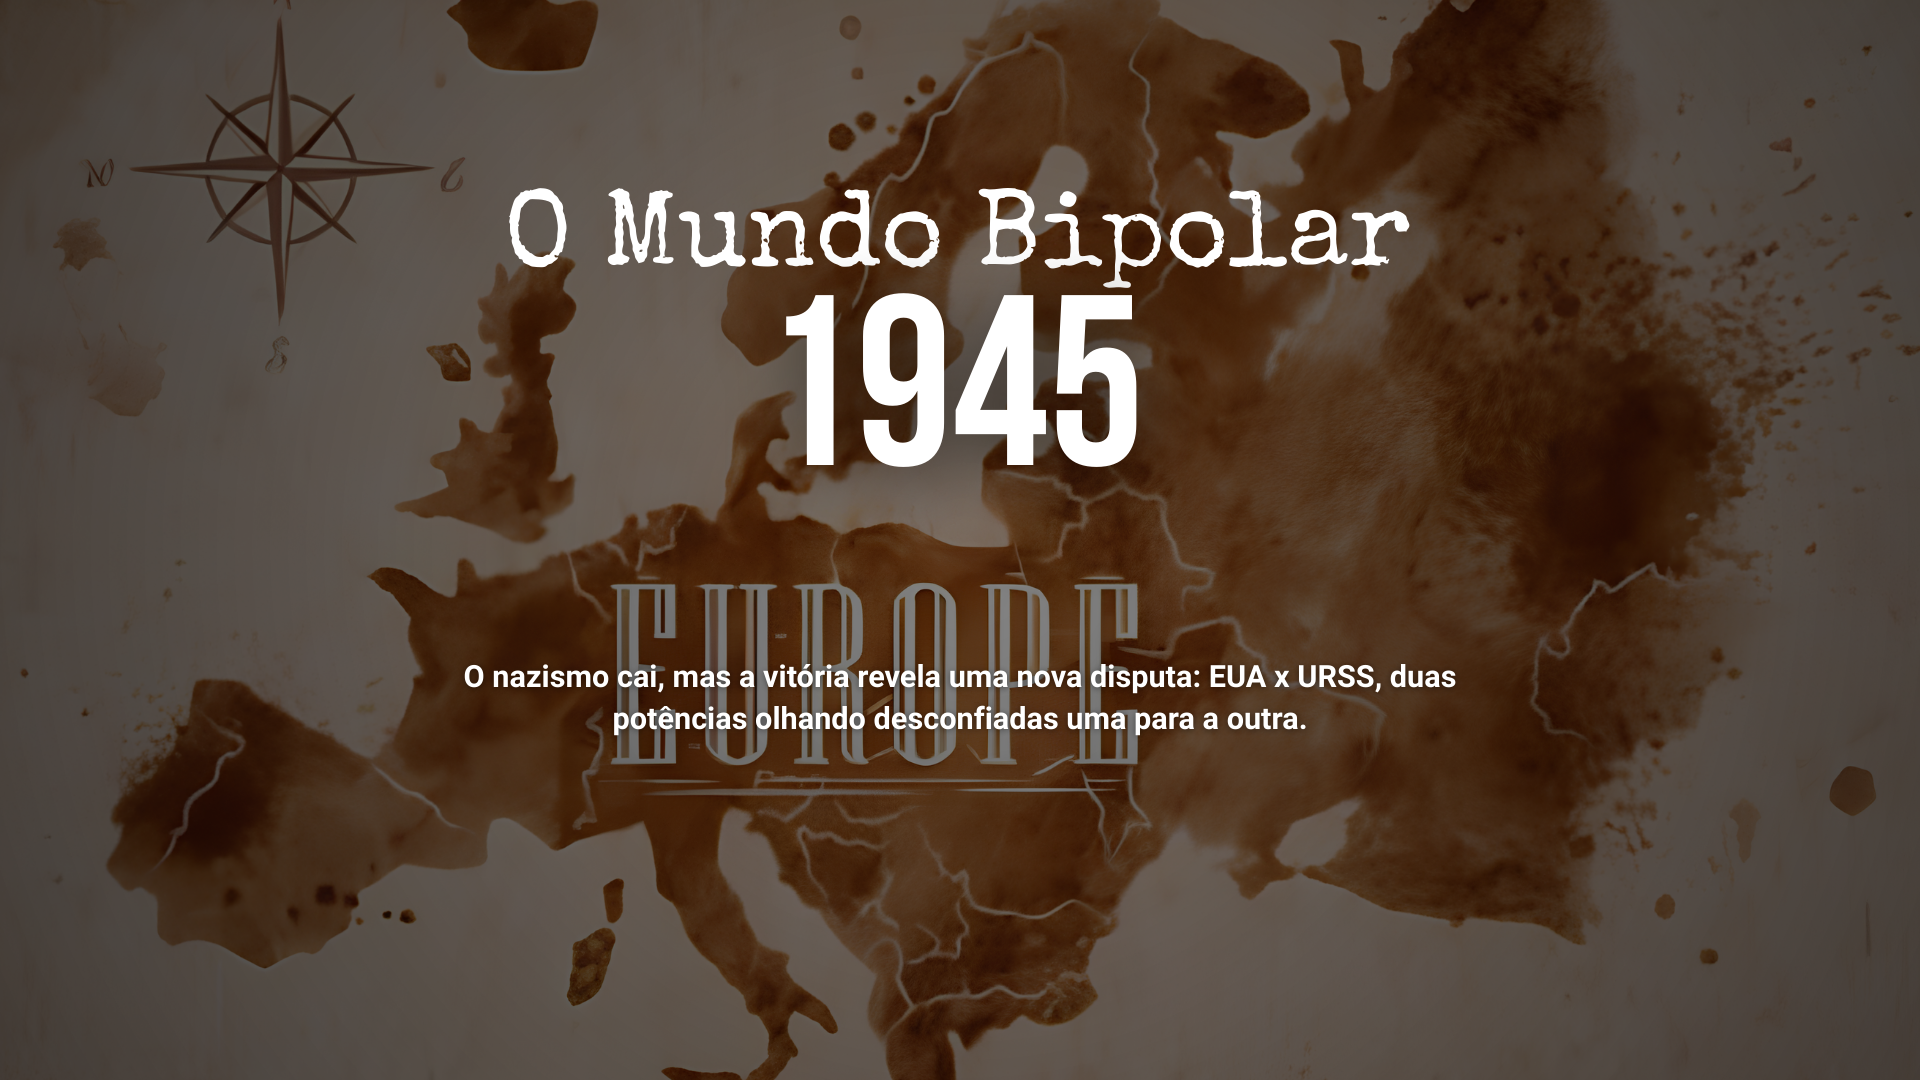 N
S
O Mundo Bipolar
1945
EUROPE
O nazismo cai, mas a vitória revela uma nova disputa: EUA x URSS, duas
potências olhando desconfiadas uma para a outra.